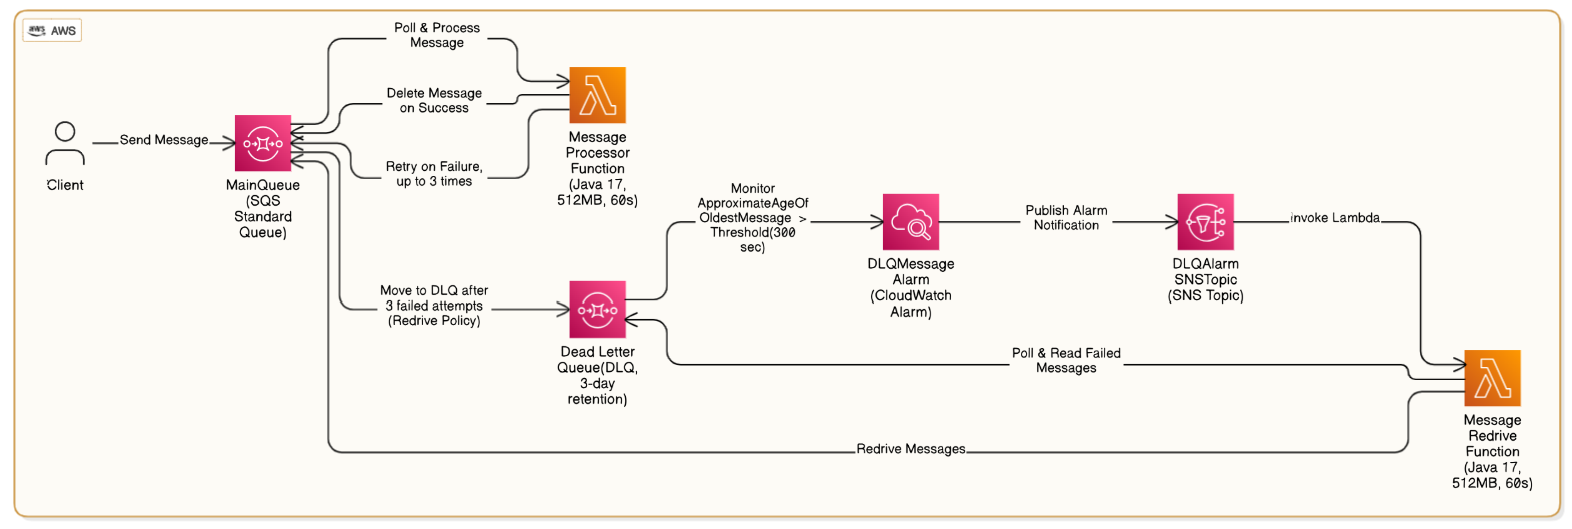 aws AWS
Poll & Process
Message
Delete Message
on Success
Retry on Failure,
up to 3 times
Send Message
Client
MainQueue
(SQS
Standard
Queue)
Message
Processor
Function
(Java 17,
512MB, 60s)
Monitor
ApproximateAgeOf
OldestMessage >
Threshold(300
sec)
Publish Alarm
Notification
invoke Lambda
DLQMessage
Alarm
(CloudWatch
Alarm)
DLQAlarm
SNSTopic
(SNS Topic)
Move to DLQ after
3 failed attempts
(Redrive Policy)
Dead Letter
Queue(DLQ,
3-day
retention)
Poll & Read Failed
Messages
Redrive Messages
Message
Redrive
Function
(Java 17,
512MB, 60s)